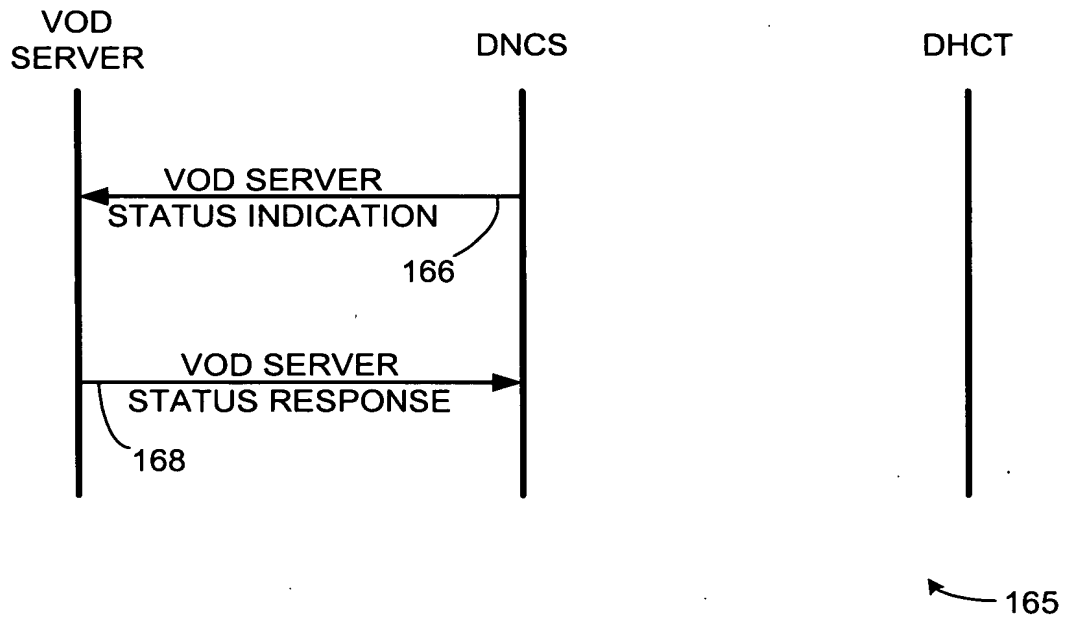 VOD
SERVER
DNCS
DHCT
VOD SERVER
STATUS INDICATION
166
VOD SERVER
STATUS RESPONSE
168
165